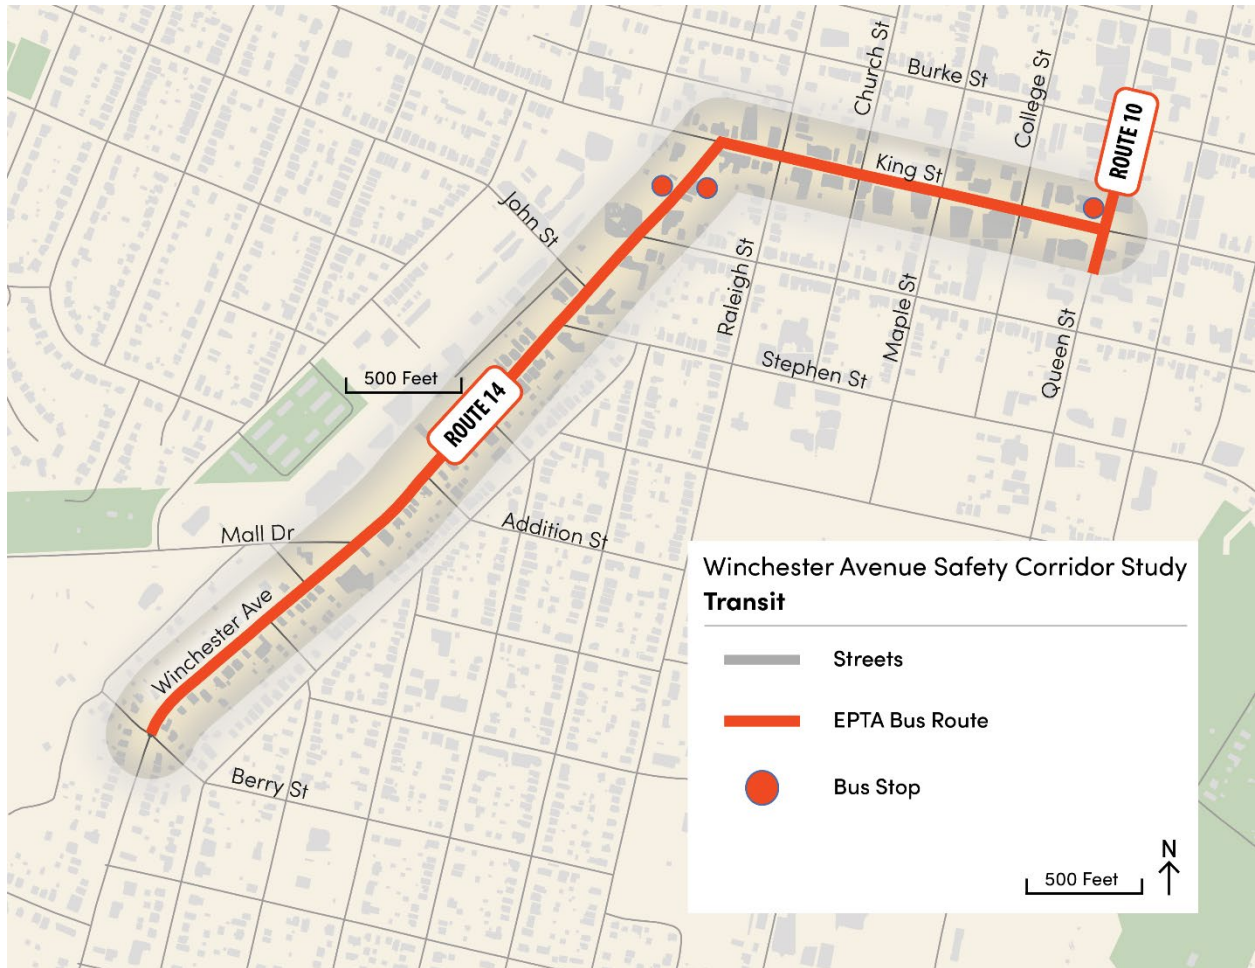 Burke St
Church St
College St
ROUTE 10
King St
John St
Raleigh St
Maple St
Queen St
Stephen St
500 Feet
ROUTE 14
Addition St
Mall Dr
Winchester Ave
Berry St
Winchester Avenue Safety Corridor Study
Transit
Streets
EPTA Bus Route
Bus Stop
500 Feet
N